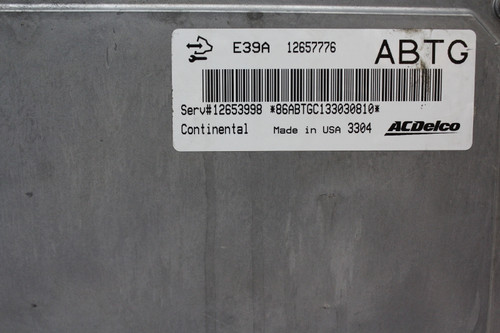 E39A 12657776 ABTG
Serv#12653998 *86ABTGC133030810*
Continental Made in USA 3304 ACDelco